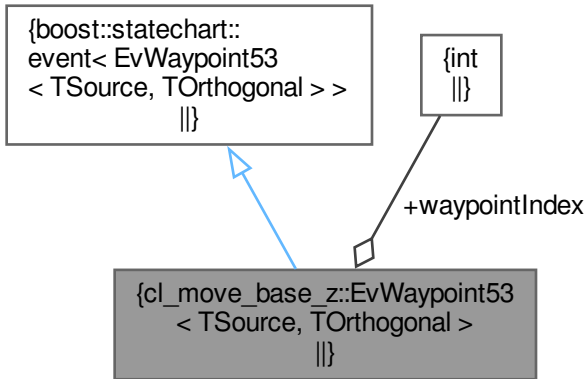 {boost::statechart::
event< EvWaypoint53
< TSource, TOrthogonal > >
||}
{int
||}
+waypointIndex
{cl_move_base_z::EvWaypoint53
< TSource, TOrthogonal >
||}